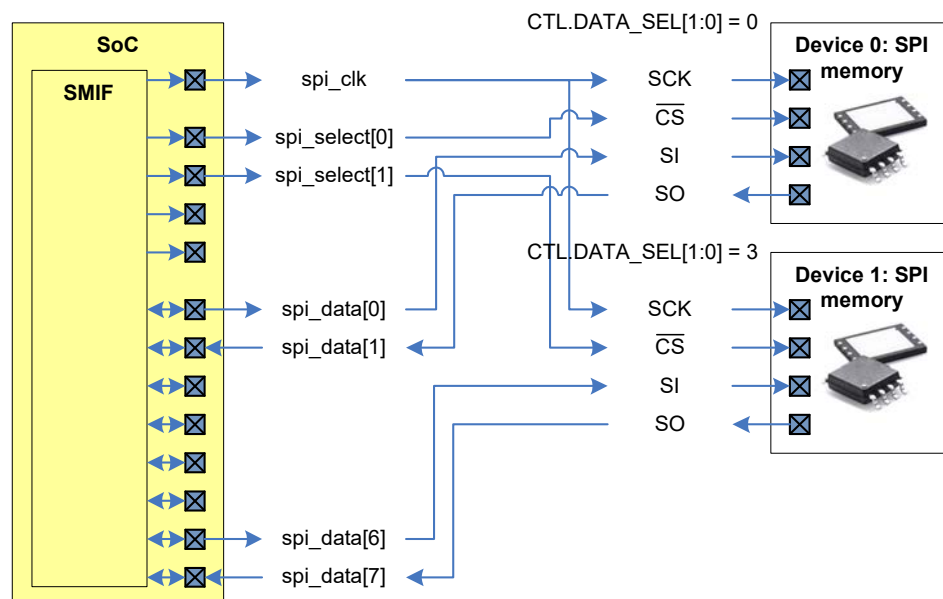 CTL.DATA_SEL[1:0] = 0
SoC
SMIF
spi_clk
spi_select[0]
spi_select[1]
spi_data[0]
spi_data[1]
spi_data[6]
spi_data[7]
SCK
CS
SI
SO
Device 0: SPI
memory
CTL.DATA_SEL[1:0] = 3
SCK
CS
SI
SO
Device 1: SPI
memory